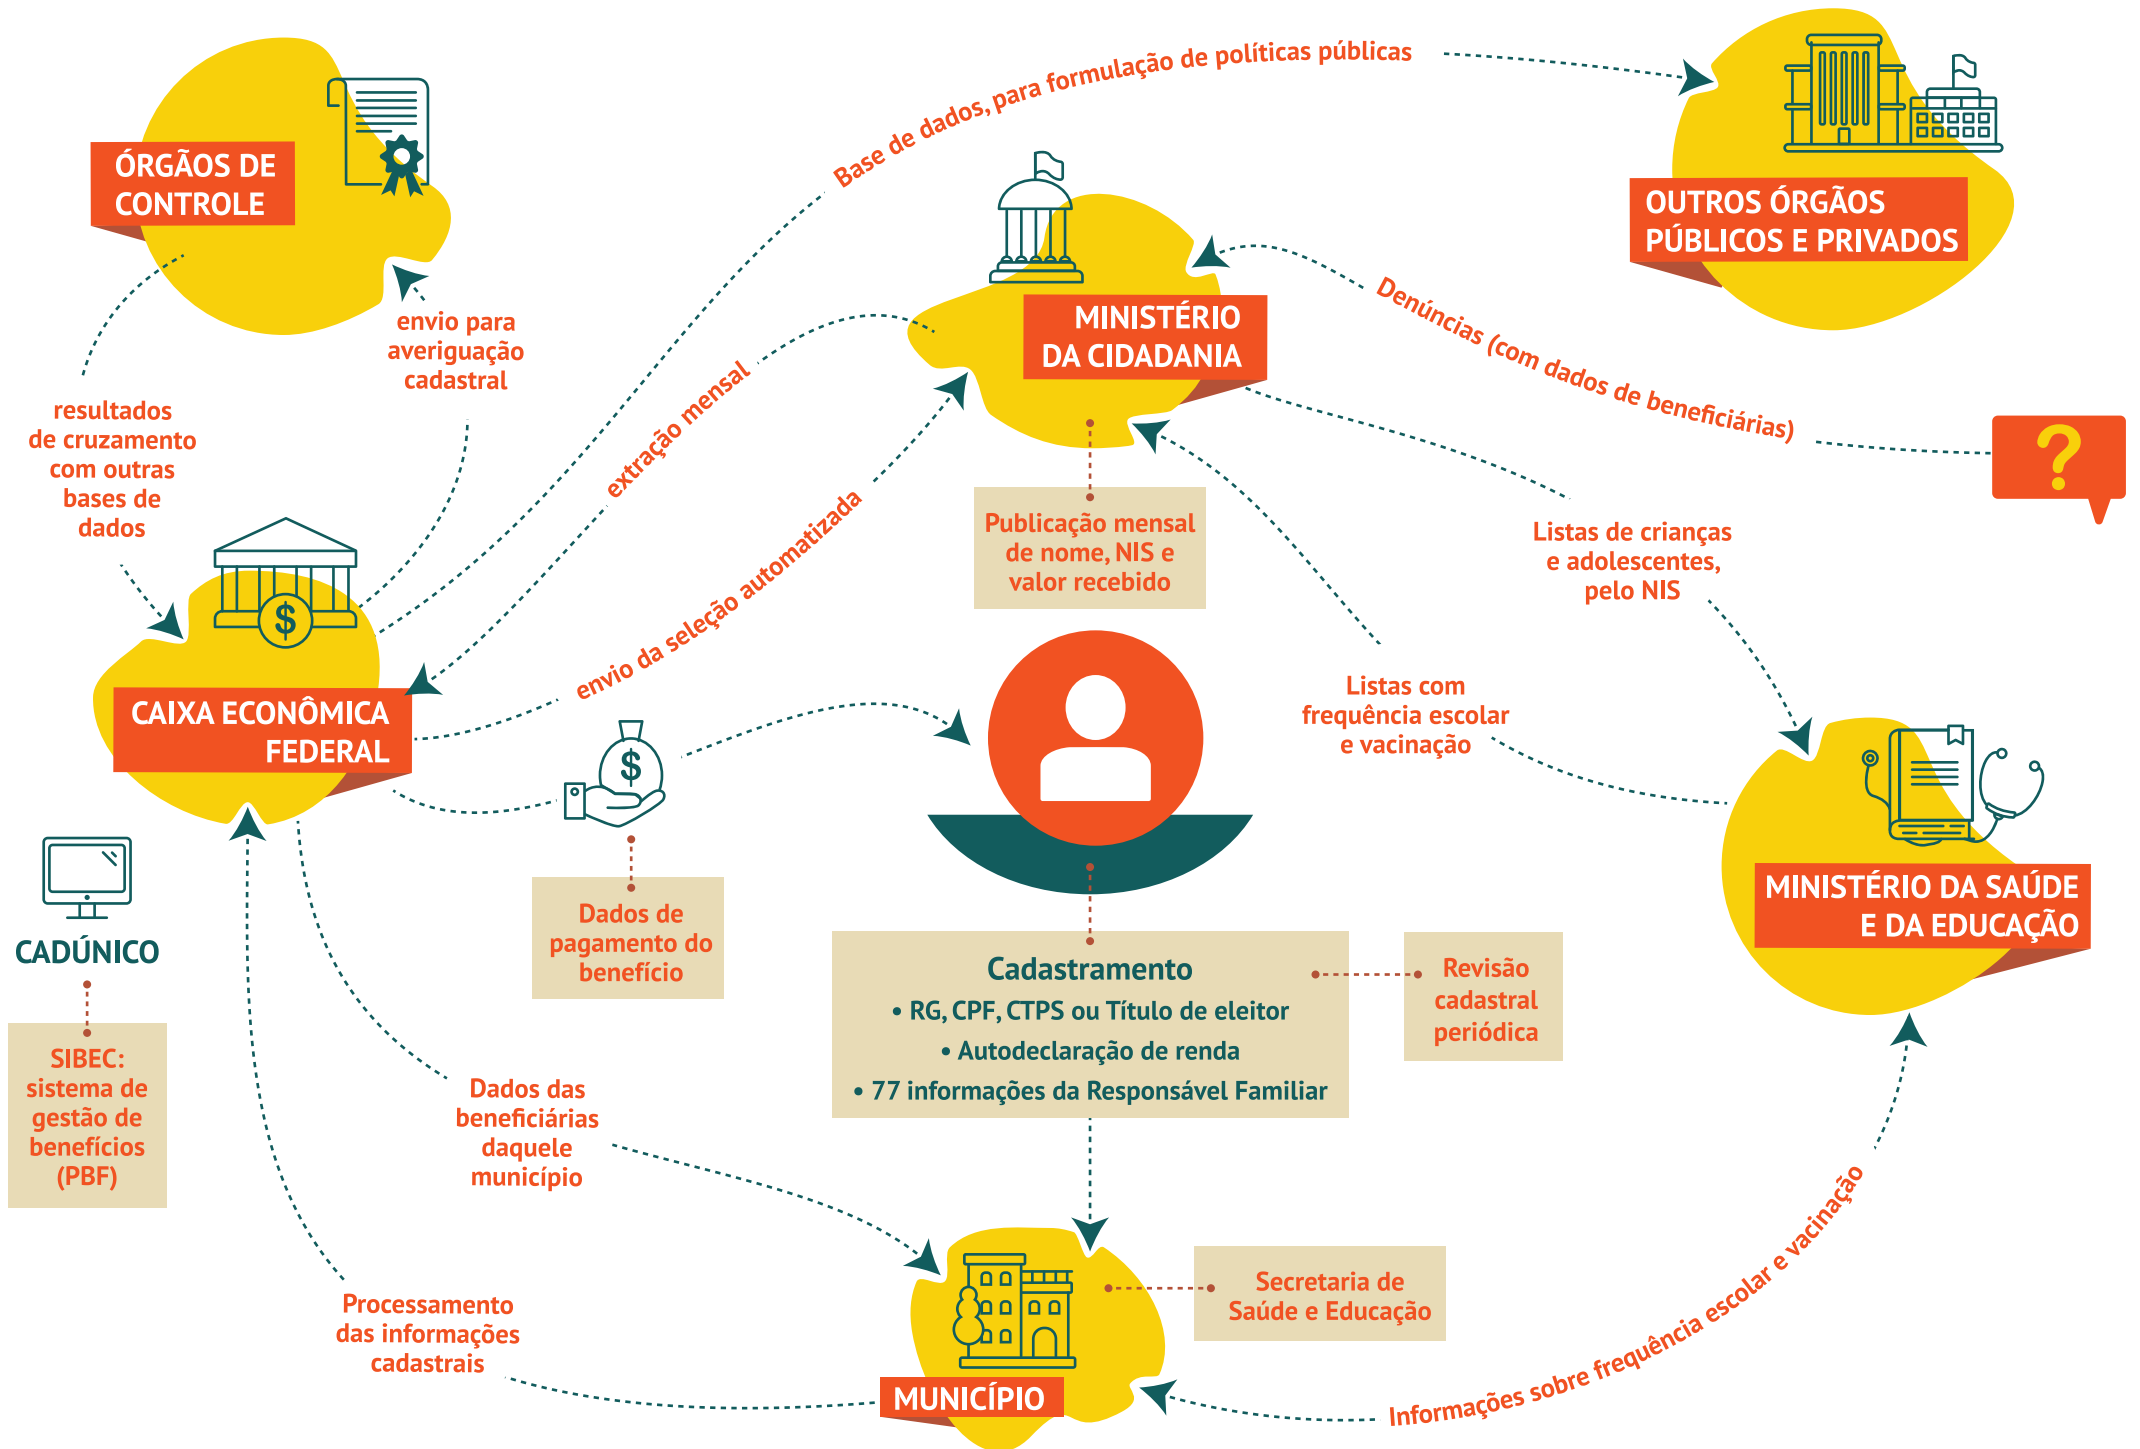 Base de dados, para formulação de políticas públicas
ÓRGÃOS DE
CONTROLE
OUTROS ÓRGÃOS
PÚBLICOS E PRIVADOS
envio para
averiguação
cadastral
MINISTÉRIO
DA CIDADANIA
Denúncias (com dados de beneficiárias)
?
resultados
de cruzamento
com outras
bases de
dados
extração mensal
envio da seleção automatizada
Publicação mensal
de nome, NIS e
valor recebido
Listas de crianças
e adolescentes,
pelo NIS
$
CAIXA ECONÔMICA
FEDERAL
$
Listas com
frequência escolar
e vacinação
MINISTÉRIO DA SAÚDE
E DA EDUCAÇÃO
CADÚNICO
SIBEC:
sistema de
gestão de
benefícios
(PBF)
Dados de
pagamento do
benefício
Cadastramento
• RG, CPF, CTPS ou Título de eleitor
• Autodeclaração de renda
• 77 informações da Responsável Familiar
Revisão
cadastral
periódica
Dados das
beneficiárias
daquele
município
Processamento
das informações
cadastrais
Secretaria de
Saúde e Educação
MUNICÍPIO
Informações sobre frequência escolar e vacinação